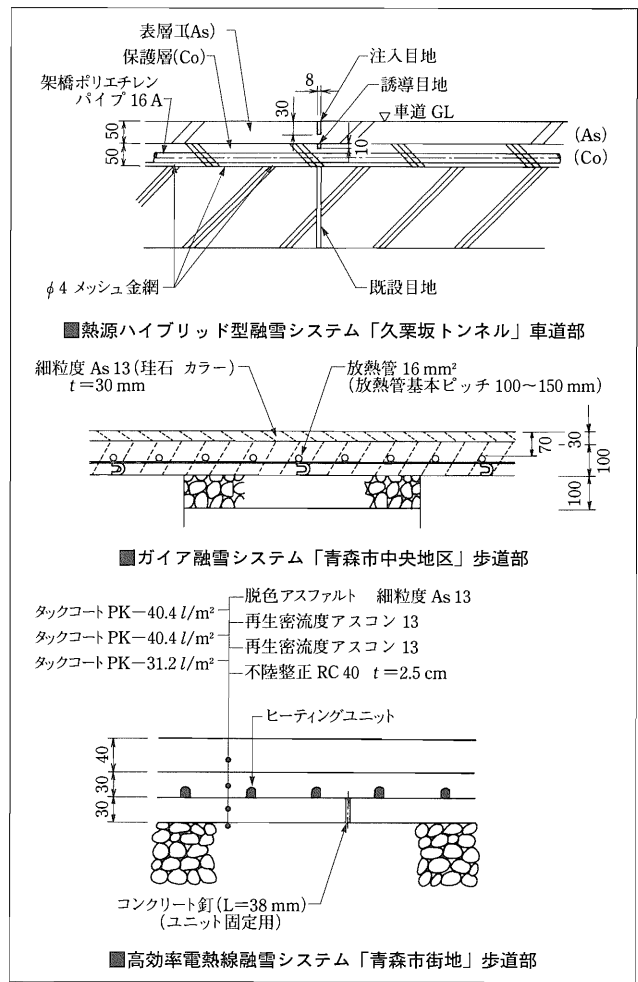 表層Ⅱ(As)
保護層(Co)
架橋ポリエチレン
パイプ 16 A
8
30
注入目地
誘導目地
▽ 車道 GL
50
50
10
(As)
(Co)
φ4 メッシュ金網
既設目地
■熱源ハイブリッド型融雪システム「久栗坂トンネル」車道部
細粒度 As 13(珪石 カラー)
t=30 mm
放熱管 16 mm²
(放熱管基本ピッチ 100〜150 mm)
70
30
100
100
■ガイア融雪システム「青森市中央地区」歩道部
タックコート PK−40.4 l/m²
タックコート PK−40.4 l/m²
タックコート PK−31.2 l/m²
脱色アスファルト 細粒度 As 13
再生密流度アスコン 13
再生密流度アスコン 13
不陸整正 RC 40 t=2.5 cm
ヒーティングユニット
40
30
30
コンクリート釘(L=38 mm)
(ユニット固定用)
■高効率電熱線融雪システム「青森市街地」歩道部